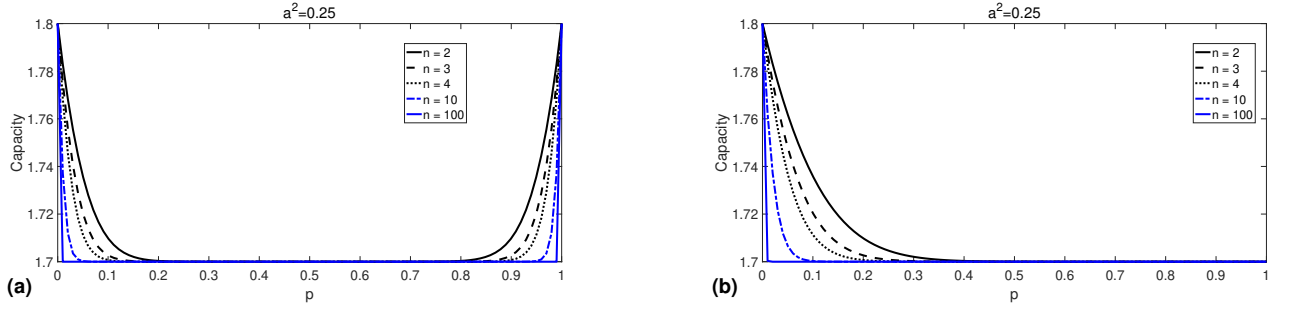 a²=0.25
1.8
1.78
1.76
1.74
1.72
1.7
Capacity
n = 2
n = 3
n = 4
n = 10
n = 100
0 0.1 0.2 0.3 0.4 0.5 0.6 0.7 0.8 0.9 1
p
(a)
a²=0.25
1.8
1.78
1.76
1.74
1.72
1.7
Capacity
n = 2
n = 3
n = 4
n = 10
n = 100
0 0.1 0.2 0.3 0.4 0.5 0.6 0.7 0.8 0.9 1
p
(b)